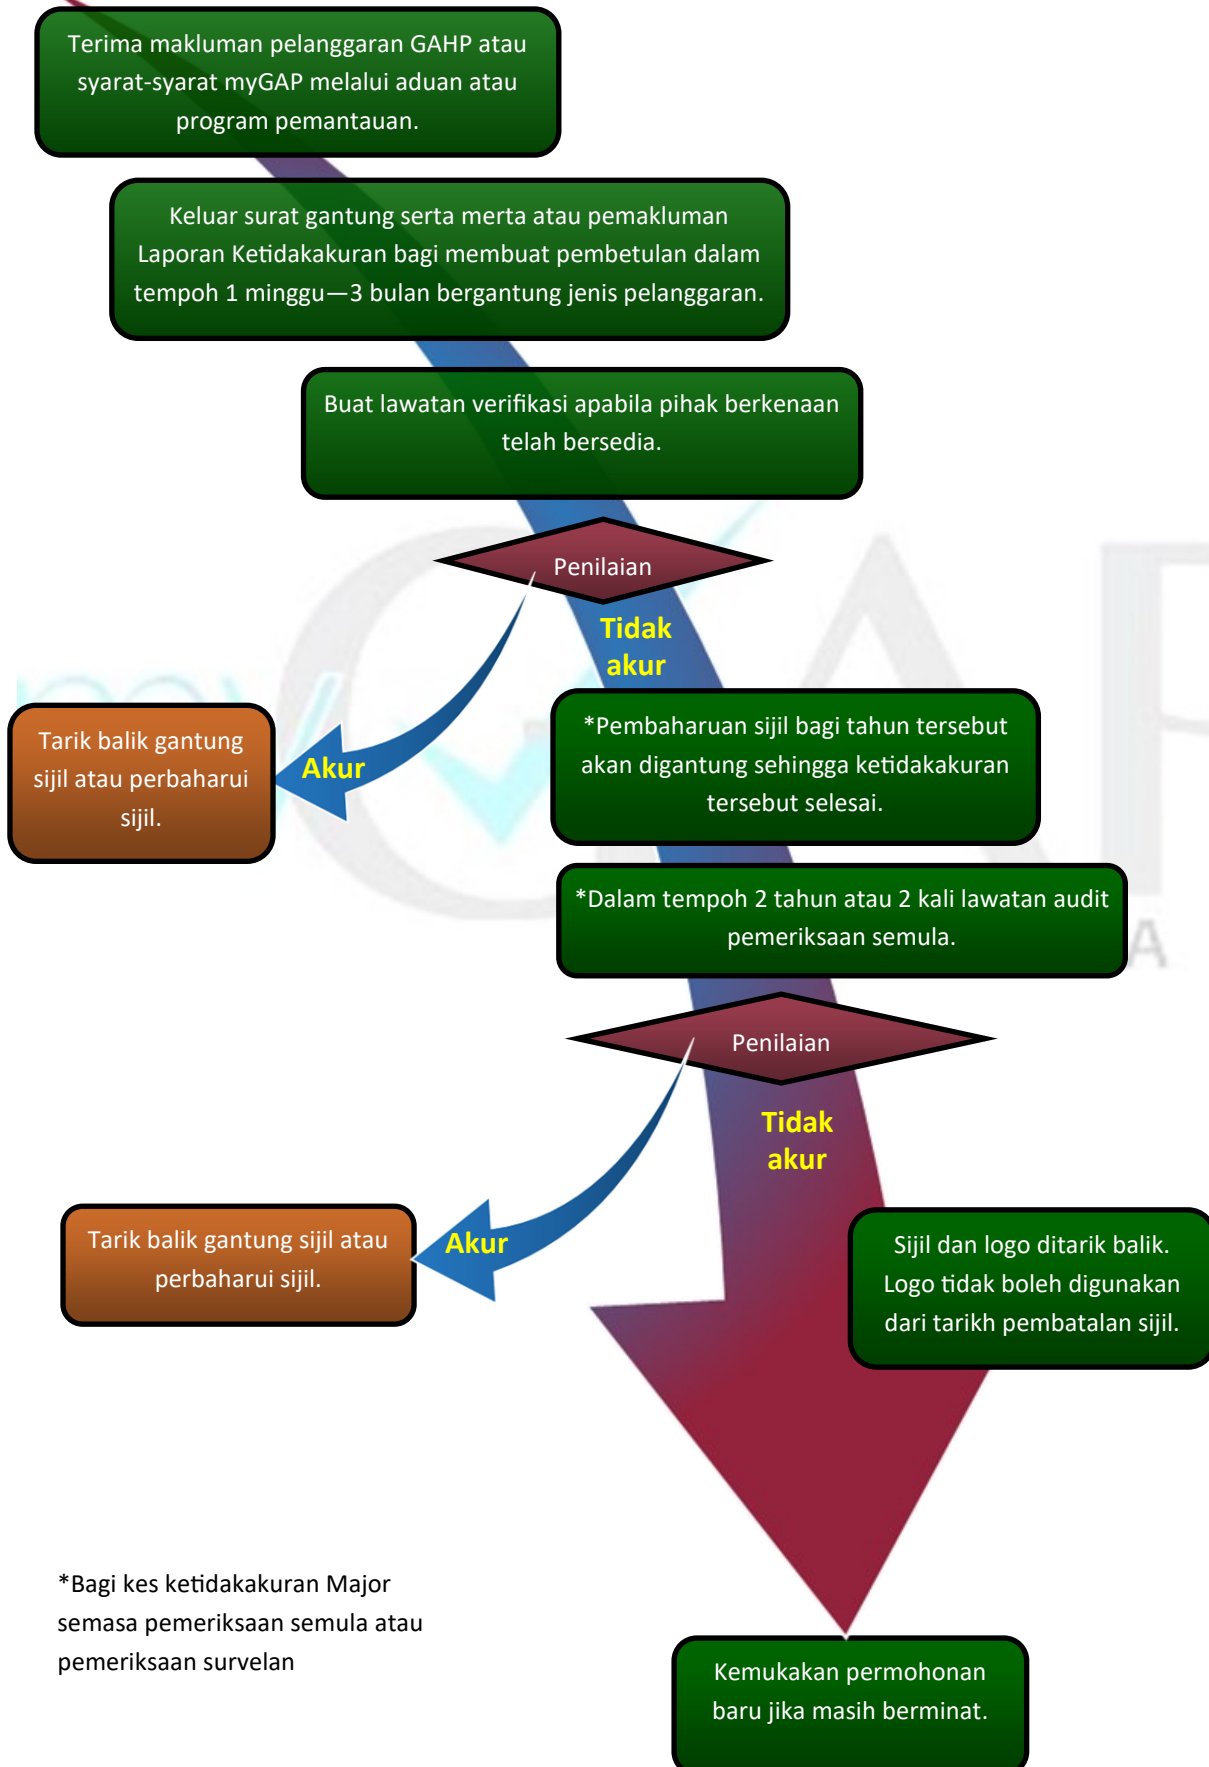 Terima makluman pelanggaran GAHP atau
syarat-syarat myGAP melalui aduan atau
program pemantauan.
Keluar surat gantung serta merta atau pemakluman
Laporan Ketidakakuran bagi membuat pembetulan dalam
tempoh 1 minggu—3 bulan bergantung jenis pelanggaran.
Buat lawatan verifikasi apabila pihak berkenaan
telah bersedia.
Penilaian
Tidak
akur
Akur
Tarik balik gantung
sijil atau perbaharui
sijil.
*Pembaharuan sijil bagi tahun tersebut
akan digantung sehingga ketidakakuran
tersebut selesai.
*Dalam tempoh 2 tahun atau 2 kali lawatan audit
pemeriksaan semula.
Penilaian
Tidak
akur
Akur
Tarik balik gantung sijil atau
perbaharui sijil.
Sijil dan logo ditarik balik.
Logo tidak boleh digunakan
dari tarikh pembatalan sijil.
*Bagi kes ketidakakuran Major
semasa pemeriksaan semula atau
pemeriksaan survelan
Kemukakan permohonan
baru jika masih berminat.